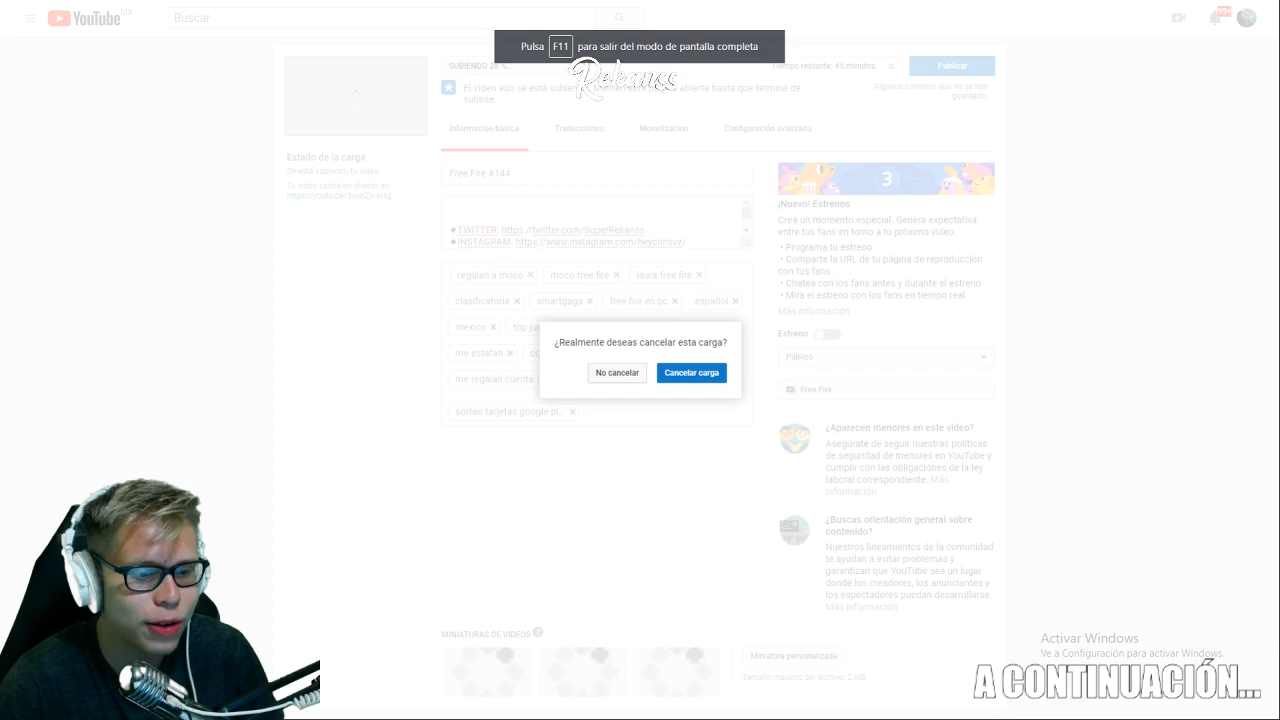 YouTube MX
Buscar
99+
Pulsa F11 para salir del modo de pantalla completa
SUBIENDO 28 %...
Tiempo restante: 45 minutos.
Publicar
Rekanss
El video aún se está
abierta hasta que termine de
subirse.
Algunos cambios aún no se han
guardado.
Información básica
Traducciones
Monetización
Configuración avanzada
Estado de la carga
Se está subiendo tu video.
Tu video saldrá en directo en:
Free Fire #144
●TWITTER: https://twitter.com/SuperRekanss
●INSTAGRAM: https://www.instagram.com/heychrisvz/
regalan a moco
moco free fire
laura free fire
clasificatoria
smartgaga
free fire en pc
español
mexico
top
me estafan
me regalan cuenta
sorteo tarjetas google pl...
¿Realmente deseas cancelar esta carga?
No cancelar
Cancelar carga
3
¡Nuevo! Estrenos
Crea un momento especial. Genera expectativa
entre tus fans en torno a tu próximo video.
• Programa tu estreno
• Comparte la URL de tu página de reproducción
con tus fans
• Chatea con los fans antes y durante el estreno
• Mira el estreno con los fans en tiempo real
Más información
Estreno
Público
Free Fire
¿Aparecen menores en este video?
Asegúrate de seguir nuestras políticas
de seguridad de menores en YouTube y
cumplir con las obligaciones de la ley
laboral correspondiente. Más
información
¿Buscas orientación general sobre
contenido?
Nuestros lineamientos de la comunidad
te ayudan a evitar problemas y
garantizan que YouTube sea un lugar
donde los creadores, los anunciantes y
los espectadores puedan desarrollarse.
Más información
MINIATURAS DE VIDEOS
Miniatura personalizada
Tamaño máximo del archivo: 2 MB
Activar Windows
Ve a Configuración para activar Windows.
A CONTINUACIÓN...